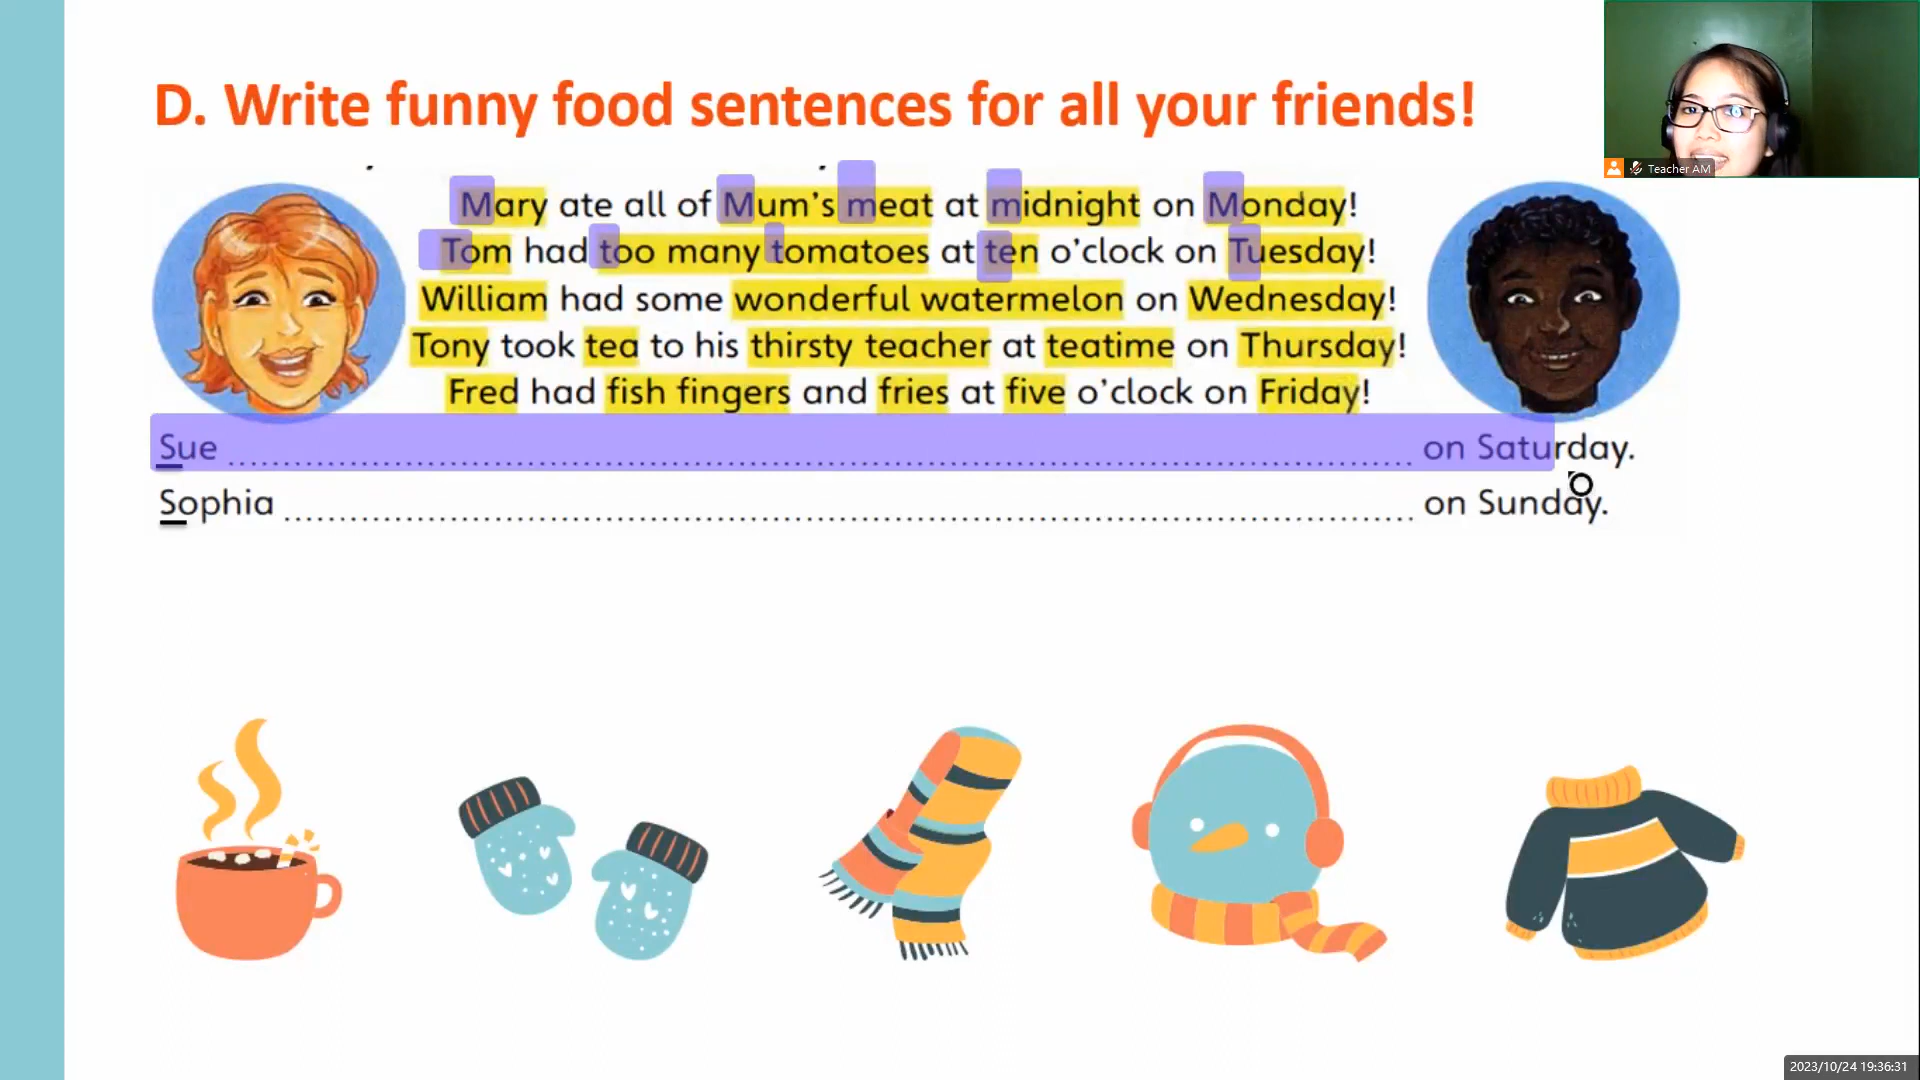 D. Write funny food sentences for all your friends!
Teacher AM
Mary ate all of Mum's meat at midnight on Monday!
Tom had too many tomatoes at ten o'clock on Tuesday!
William had some wonderful watermelon on Wednesday!
Tony took tea to his thirsty teacher at teatime on Thursday!
Fred had fish fingers and fries at five o'clock on Friday!
Sue ........................................ on Saturday.
Sophia ........................................ on Sunday.
2023/10/24 19:36:31